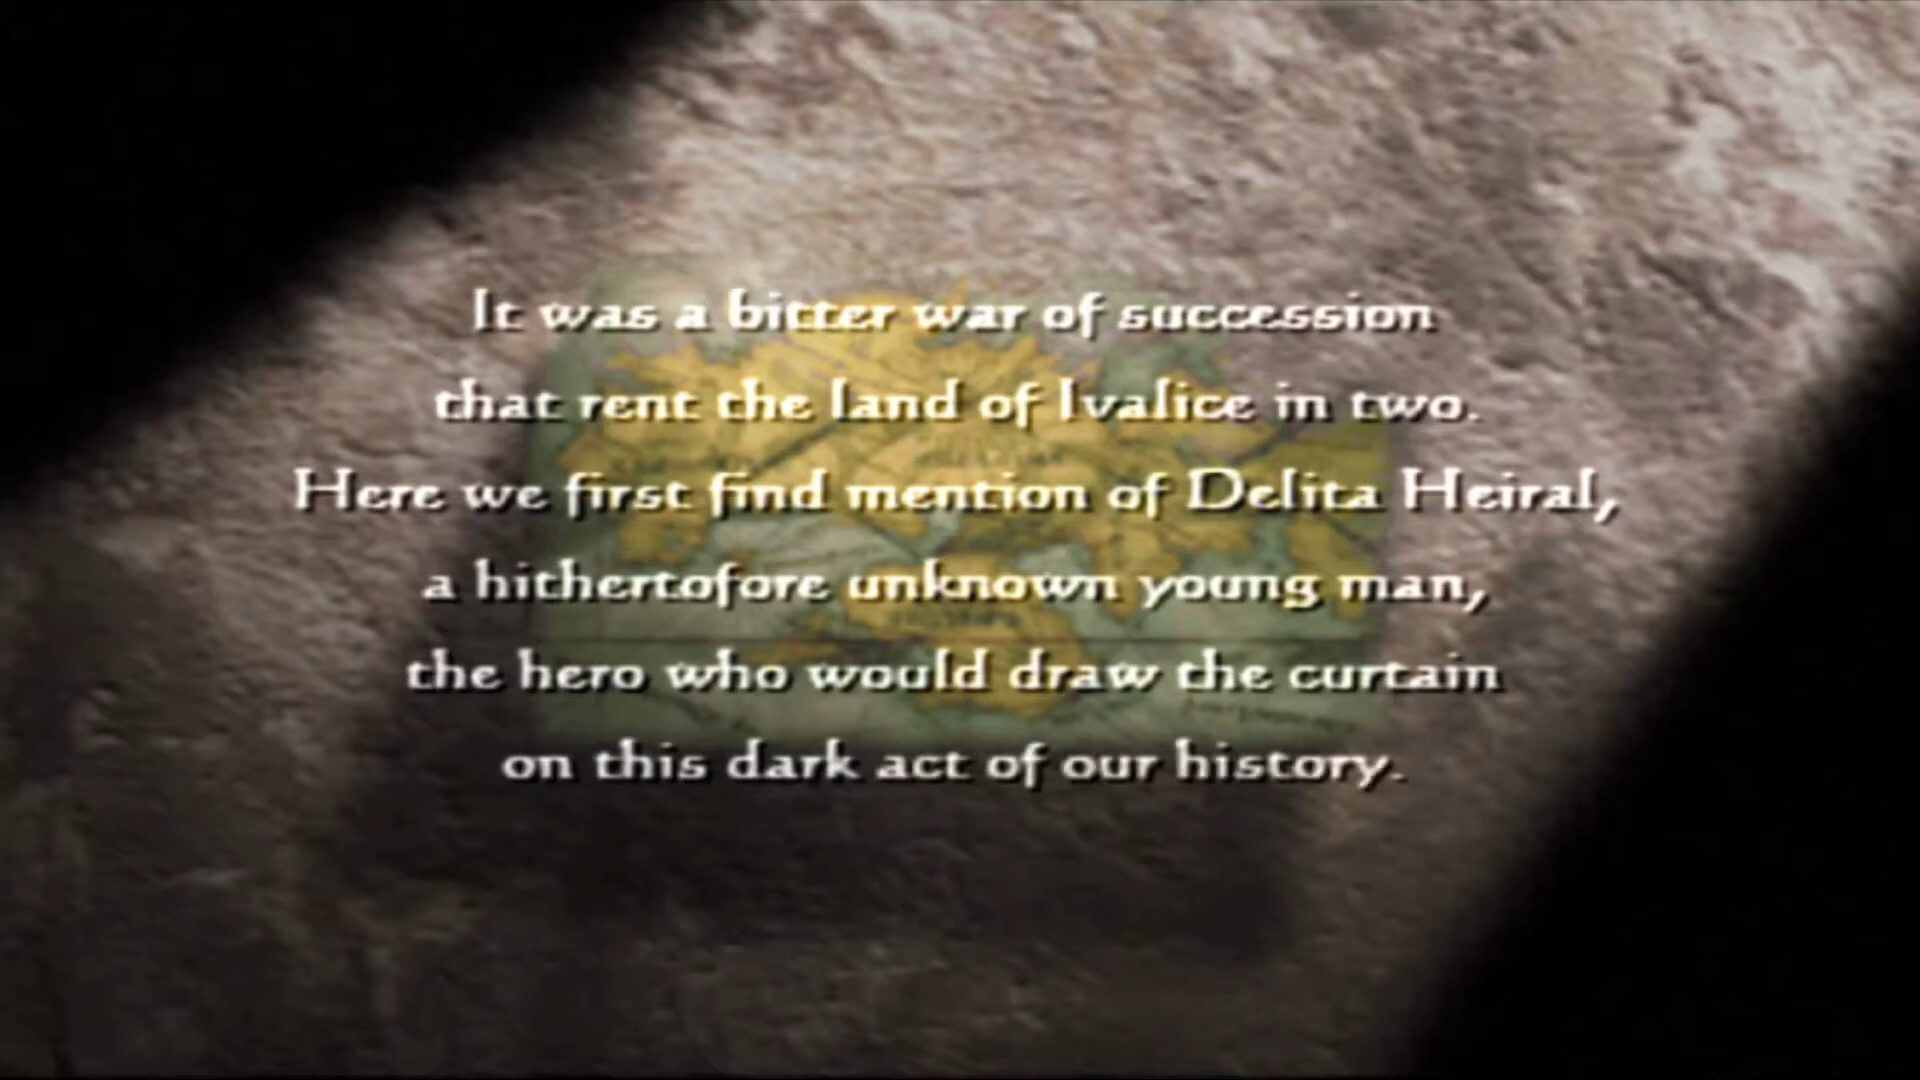 It was a bitter war of succession
that rent the land of Ivalice in two.
Here we first find mention of Delita Heiral,
a hithertofore unknown young man,
the hero who would draw the curtain
on this dark act of our history.